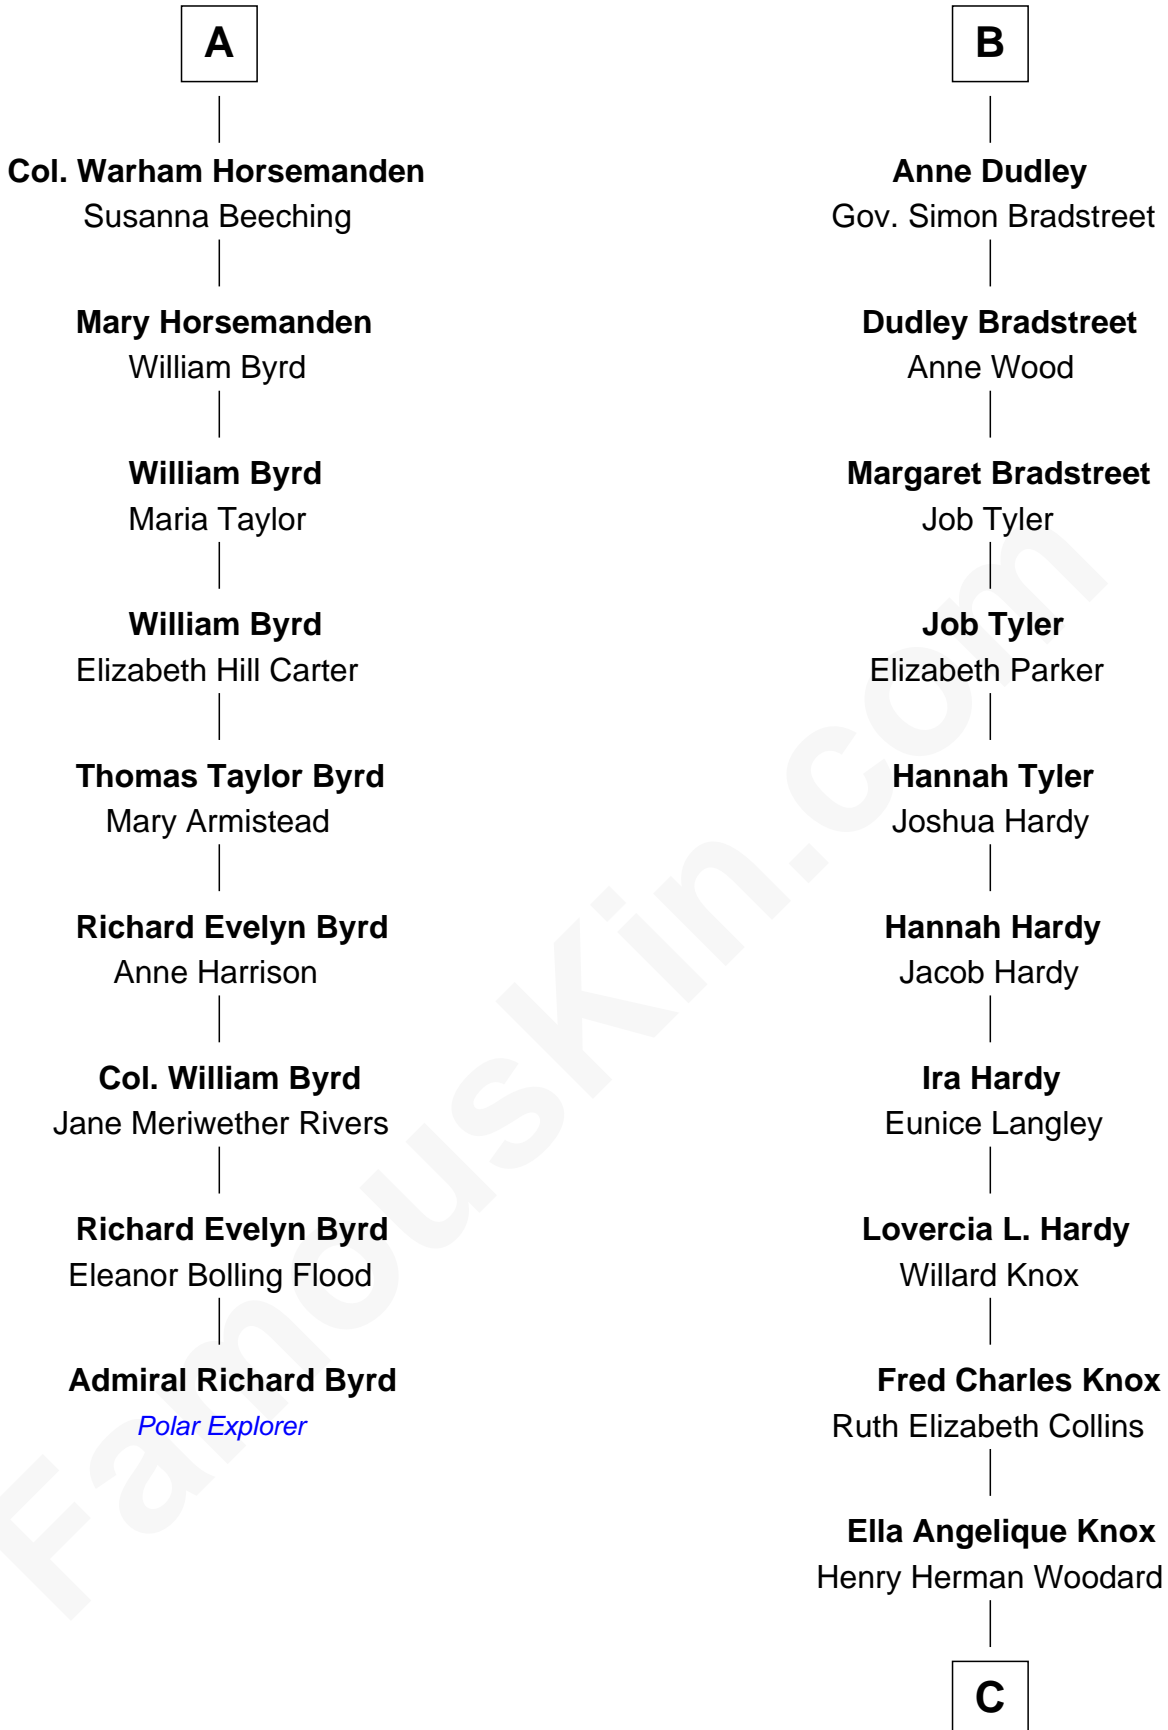 A
Col. Warham Horsemanden
Susanna Beeching
Mary Horsemanden
William Byrd
William Byrd
Maria Taylor
William Byrd
Elizabeth Hill Carter
Thomas Taylor Byrd
Mary Armistead
Richard Evelyn Byrd
Anne Harrison
Col. William Byrd
Jane Meriwether Rivers
Richard Evelyn Byrd
Eleanor Bolling Flood
Admiral Richard Byrd
Polar Explorer
B
Anne Dudley
Gov. Simon Bradstreet
Dudley Bradstreet
Anne Wood
Margaret Bradstreet
Job Tyler
Job Tyler
Elizabeth Parker
Hannah Tyler
Joshua Hardy
Hannah Hardy
Jacob Hardy
Ira Hardy
Eunice Langley
Lovercia L. Hardy
Willard Knox
Fred Charles Knox
Ruth Elizabeth Collins
Ella Angelique Knox
Henry Herman Woodard
C
FamousKin.com